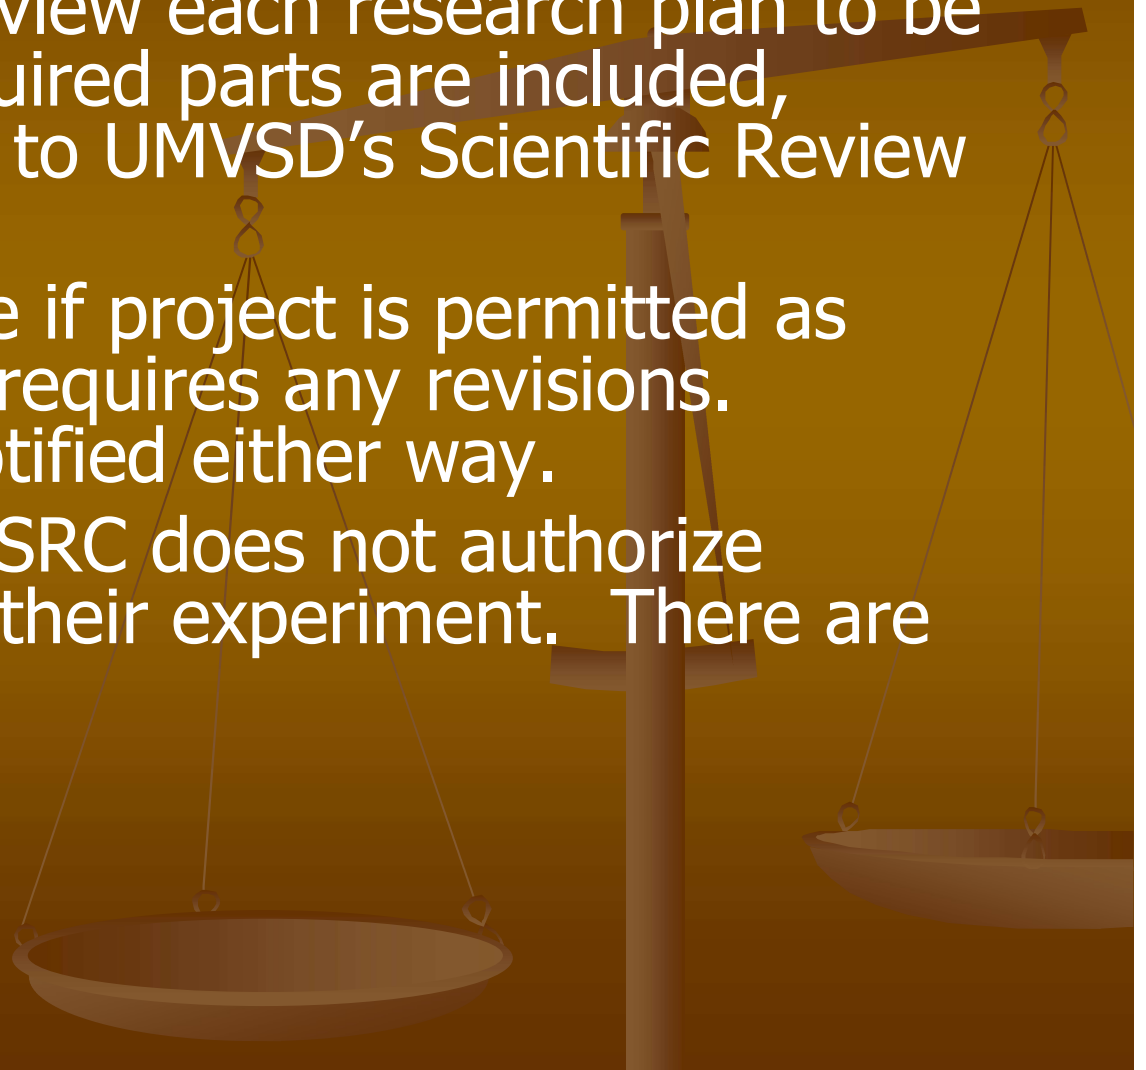 view each research plan to be
uired parts are included,
to UMVSD's Scientific Review
e if project is permitted as
requires any revisions.
otified either way.
SRC does not authorize
their experiment.  There are